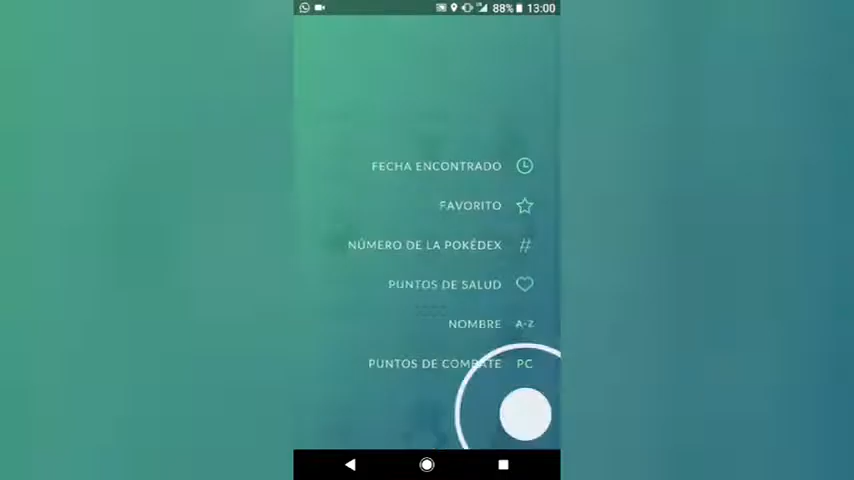 88% 13:00
FECHA ENCONTRADO
FAVORITO
NÚMERO DE LA POKÉDEX #
PUNTOS DE SALUD
NOMBRE A-Z
PUNTOS DE COMBATE PC